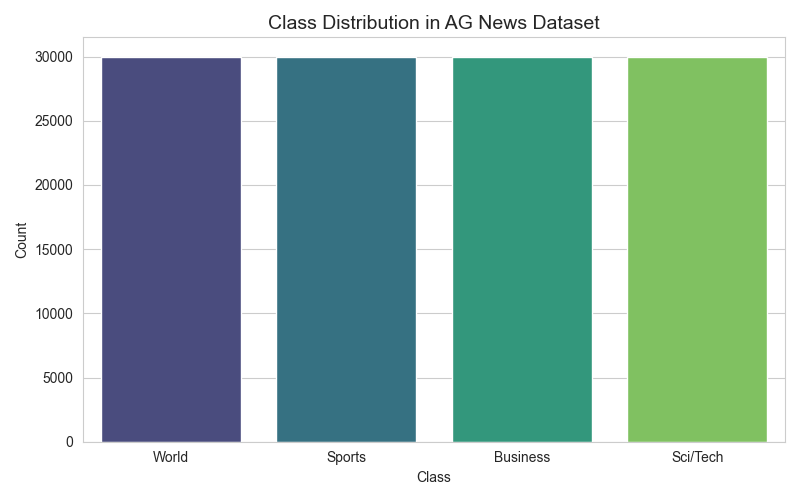 Class Distribution in AG News Dataset
30000
25000
20000
15000
10000
5000
0
Count
World Sports Business Sci/Tech
Class